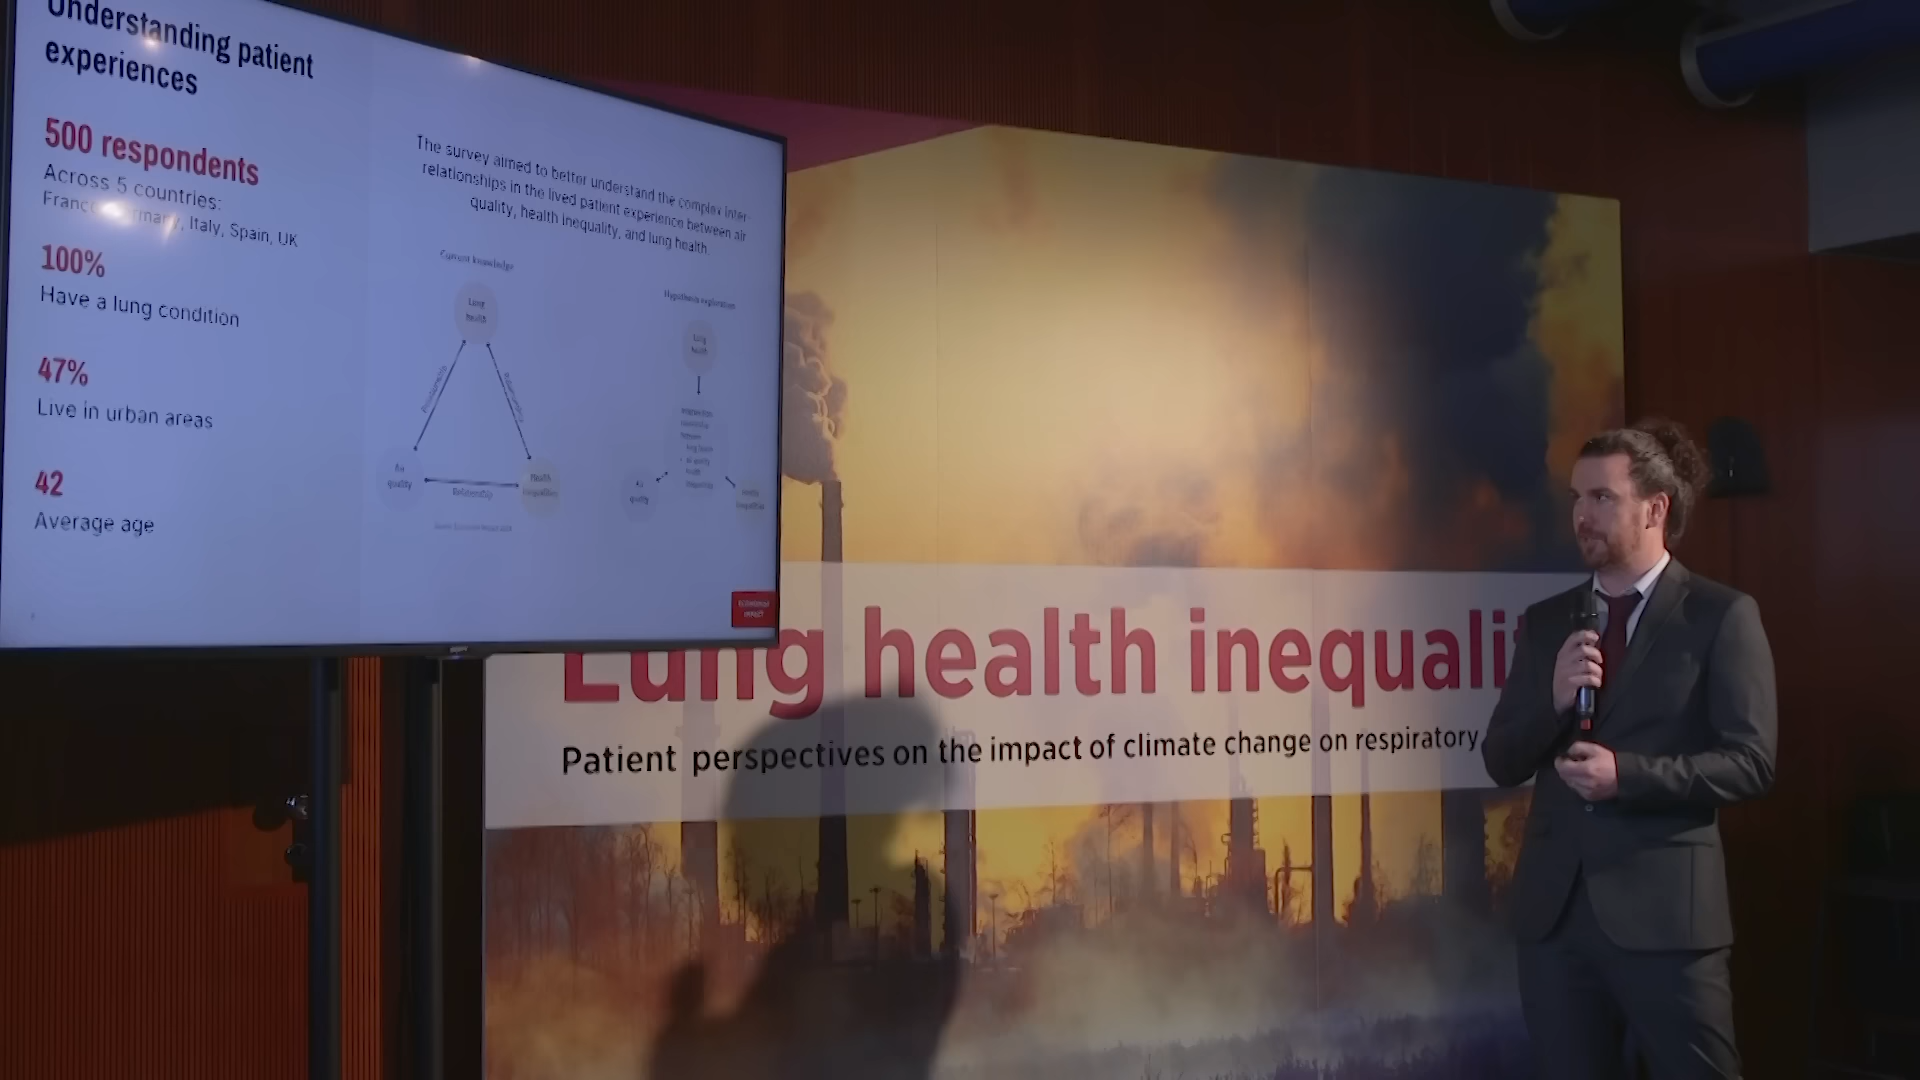 Understanding patient
experiences
500 respondents
Across 5 countries:
Italy, Spain, UK
100%
Have a lung condition
47%
Live in urban areas
42
Average age
The survey aimed to better understand the complex inter-
relationships in the lived patient experience between air
quality, health inequality, and lung health
Current knowledge
Lung
health
Air
quality
Relationship
Health
Hypothesis exploration
Lung
health
quality
Lung health inequalit
Patient perspectives on the impact of climate change on respiratory